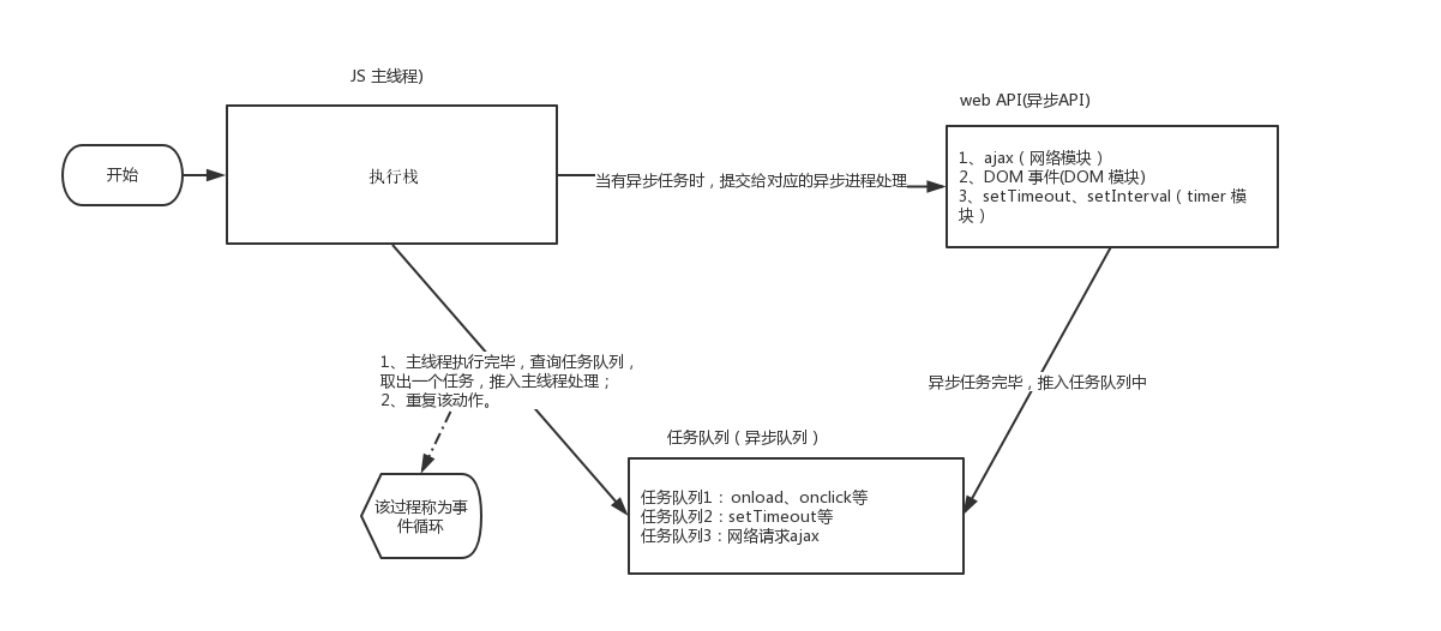 JS 主线程)
web API(异步API)
开始
执行栈
当有异步任务时，提交给对应的异步进程处理
1、ajax（网络模块）
2、DOM 事件(DOM 模块)
3、setTimeout、setInterval（timer 模
块）
1、主线程执行完毕，查询任务队列，
取出一个任务，推入主线程处理；
2、重复该动作。
异步任务完毕，推入任务队列中
任务队列（异步队列）
该过程称为事
件循环
任务队列1： onload、onclick等
任务队列2：setTimeout等
任务队列3：网络请求ajax